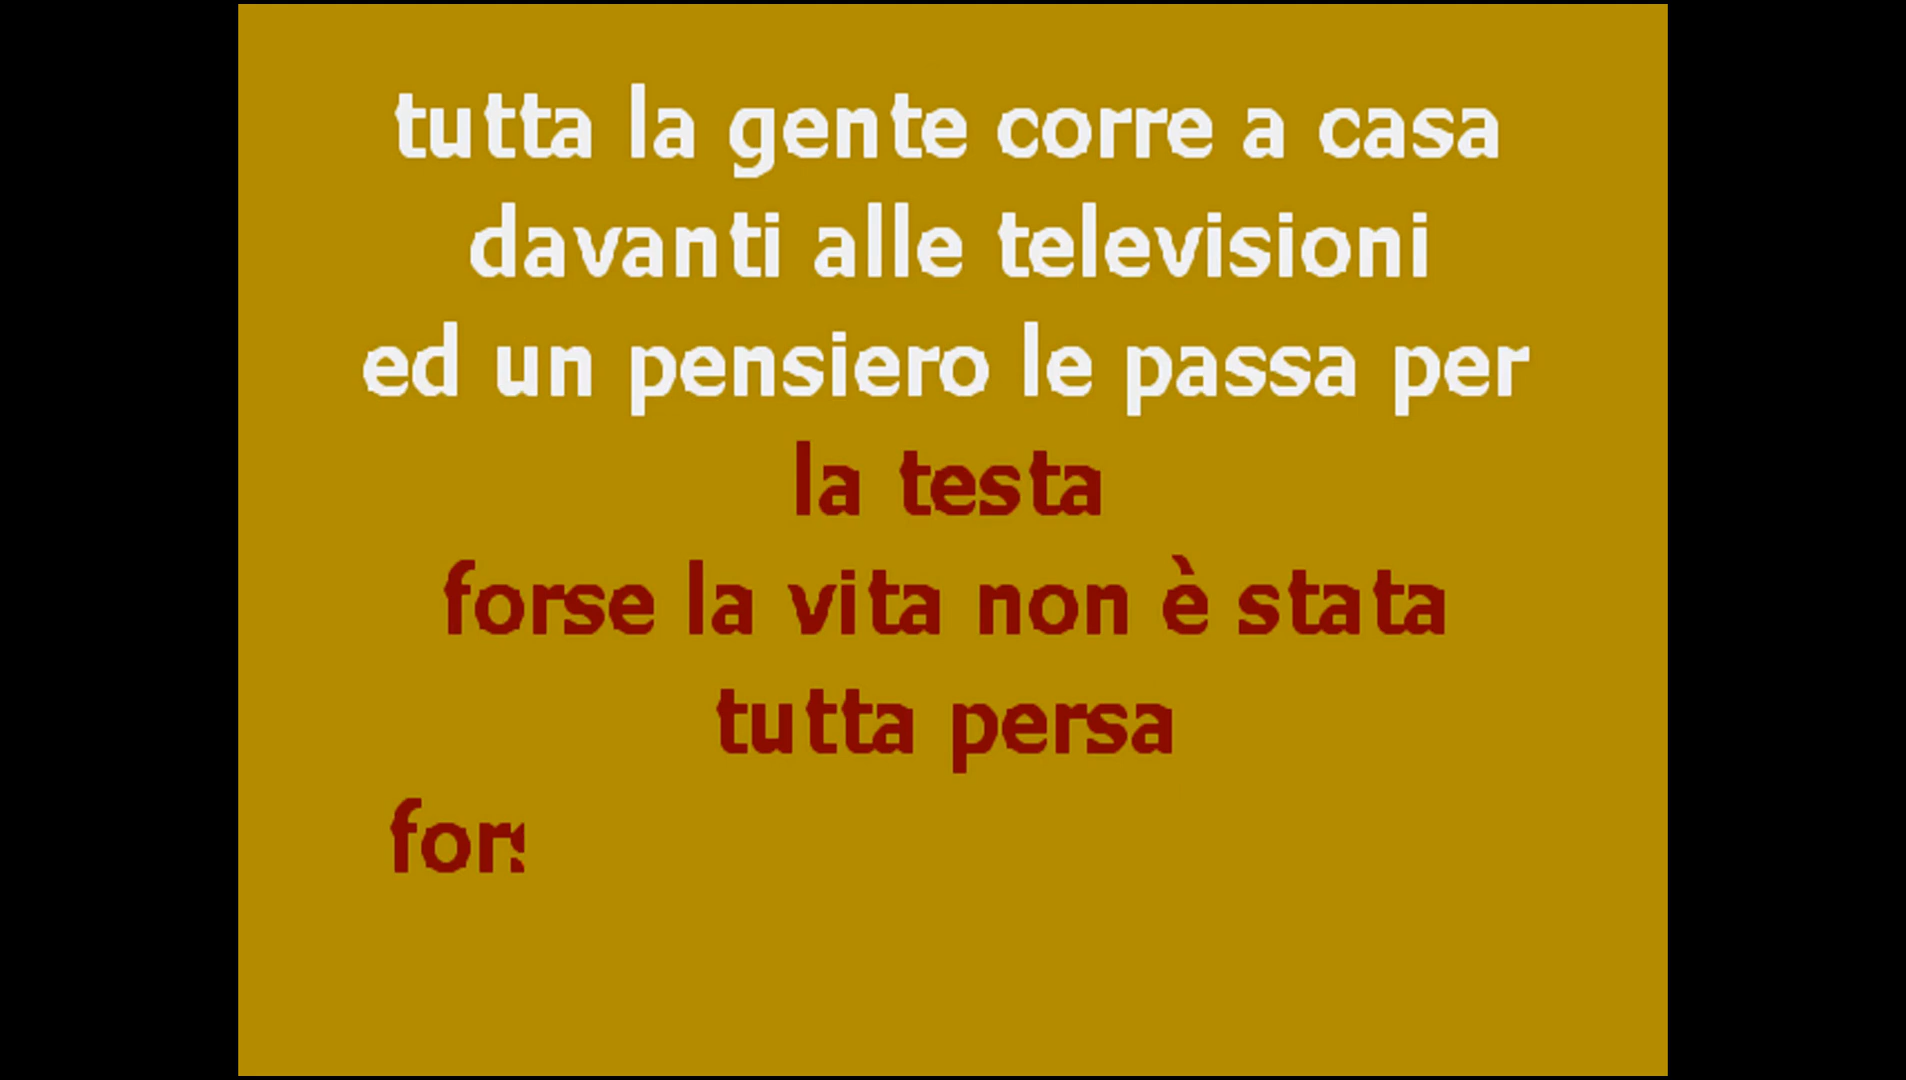 tutta la gente corre a casa
davanti alle televisioni
ed un pensiero le passa per
la testa
forse la vita non è stata
tutta persa